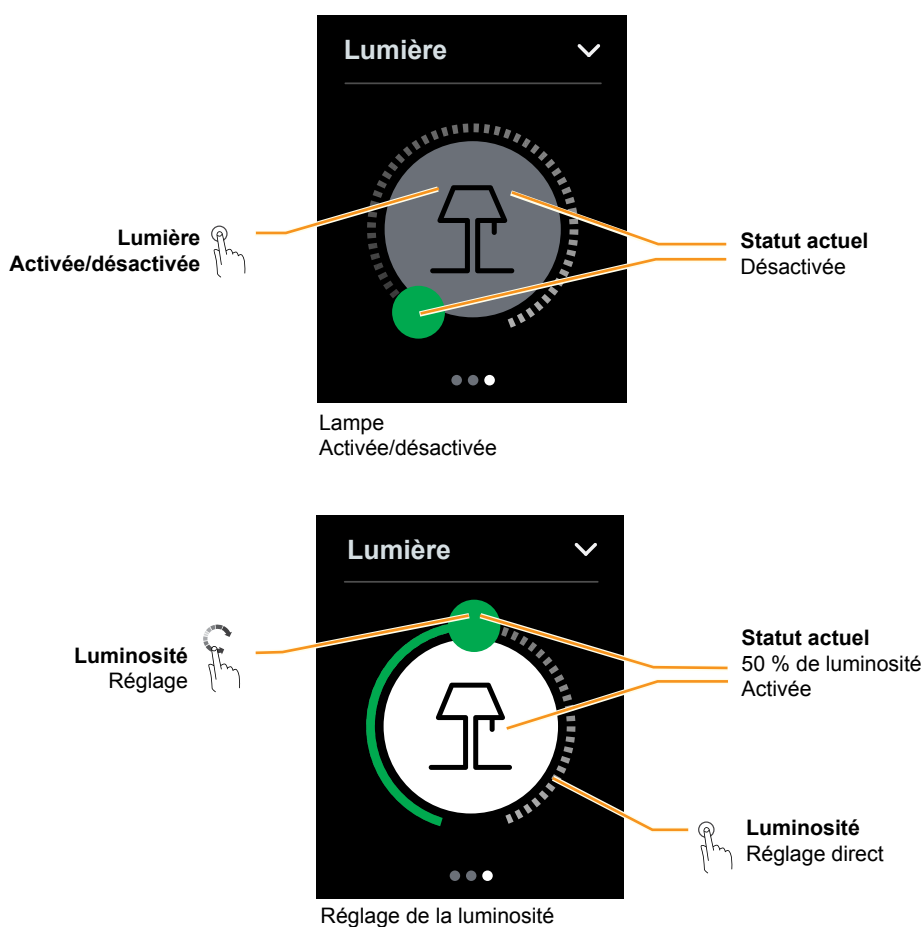 Lumière
Lumière
Activée/désactivée
Statut actuel
Désactivée
Lampe
Activée/désactivée
Lumière
Luminosité
Réglage
Statut actuel
50 % de luminosité
Activée
Luminosité
Réglage direct
Réglage de la luminosité